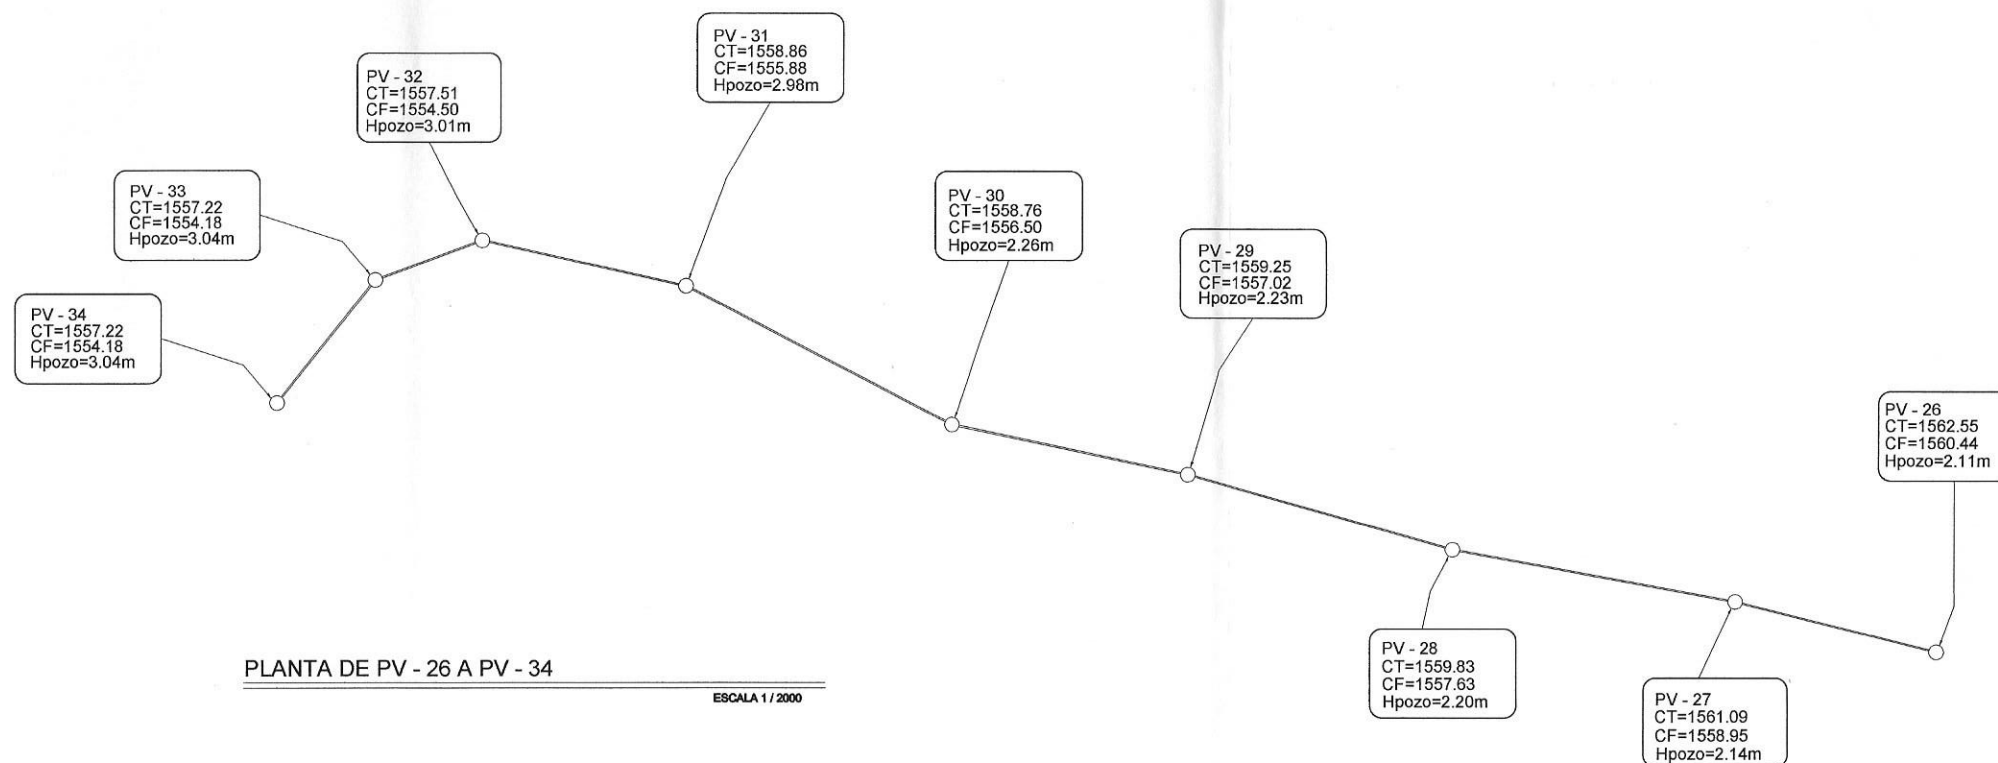 PV - 31
CT=1558.86
CF=1555.88
Hpozo=2.98m
PV - 32
CT=1557.51
CF=1554.50
Hpozo=3.01m
PV - 33
CT=1557.22
CF=1554.18
Hpozo=3.04m
PV - 30
CT=1558.76
CF=1556.50
Hpozo=2.26m
PV - 29
CT=1559.25
CF=1557.02
Hpozo=2.23m
PV - 34
CT=1557.22
CF=1554.18
Hpozo=3.04m
PV - 26
CT=1562.55
CF=1560.44
Hpozo=2.11m
PV - 28
CT=1559.83
CF=1557.63
Hpozo=2.20m
PV - 27
CT=1561.09
CF=1558.95
Hpozo=2.14m
PLANTA DE PV - 26 A PV - 34
ESCALA 1 / 2000